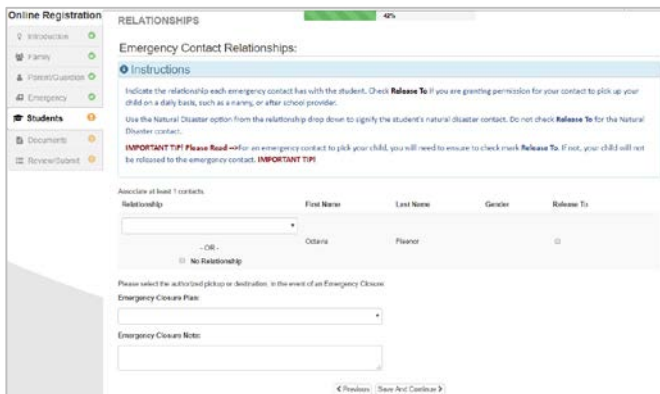 Online Registration
Introduction
Family
Parent/Guardian
Emergency
Students
Documents
Review/Submit
RELATIONSHIPS
42%
Emergency Contact Relationships:
Instructions
Indicate the relationship each emergency contact has with the student. Check Release To if you are granting permission for your contact to pick up your
child on a daily basis, such as a nanny, or after school provider.
Use the Natural Disaster option from the relationship drop down to signify the student's natural disaster contact. Do not check Release To for the Natural
Disaster contact.
IMPORTANT TIP! Please Read -->For an emergency contact to pick your child, you will need to ensure to check mark Release To. If not, your child will not
be released to the emergency contact. IMPORTANT TIP!
Associate at least 1 contacts.
Relationship First Name Last Name Gender Release To
- OR -
No Relationship
Please select the authorized pickup or destination, in the event of an Emergency Closure:
Emergency Closure Plan:
Emergency Closure Note:
Previous Save And Continue